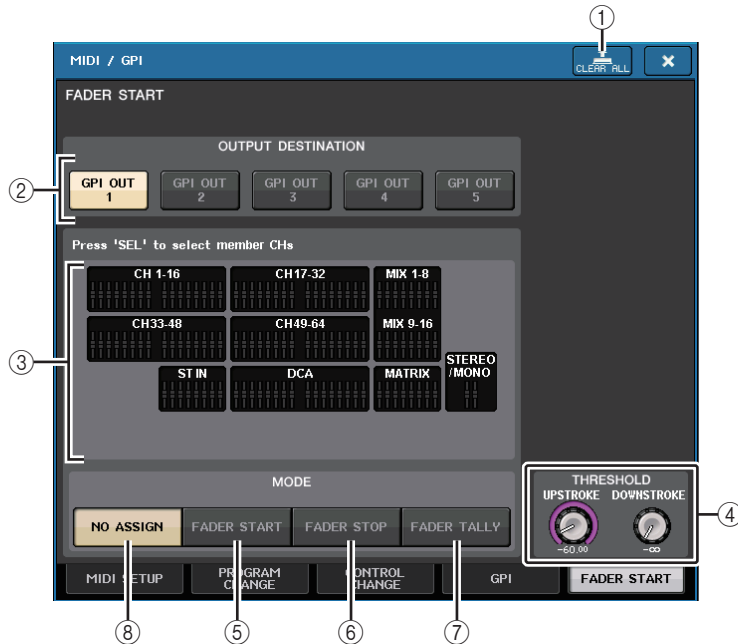 ①
MIDI / GPI
CLEAR ALL
×
FADER START
OUTPUT DESTINATION
②
GPI OUT 1
GPI OUT 2
GPI OUT 3
GPI OUT 4
GPI OUT 5
Press 'SEL' to select member CHs
③
CH 1-16
CH17-32
MIX 1-8
CH33-48
CH49-64
MIX 9-16
ST IN
DCA
MATRIX
STEREO /MONO
MODE
NO ASSIGN
FADER START
FADER STOP
FADER TALLY
THRESHOLD
UPSTROKE
DOWNSTROKE
-60.00
-∞
④
MIDI SETUP
PROGRAM CHANGE
CONTROL CHANGE
GPI
FADER START
⑧
⑤
⑥
⑦